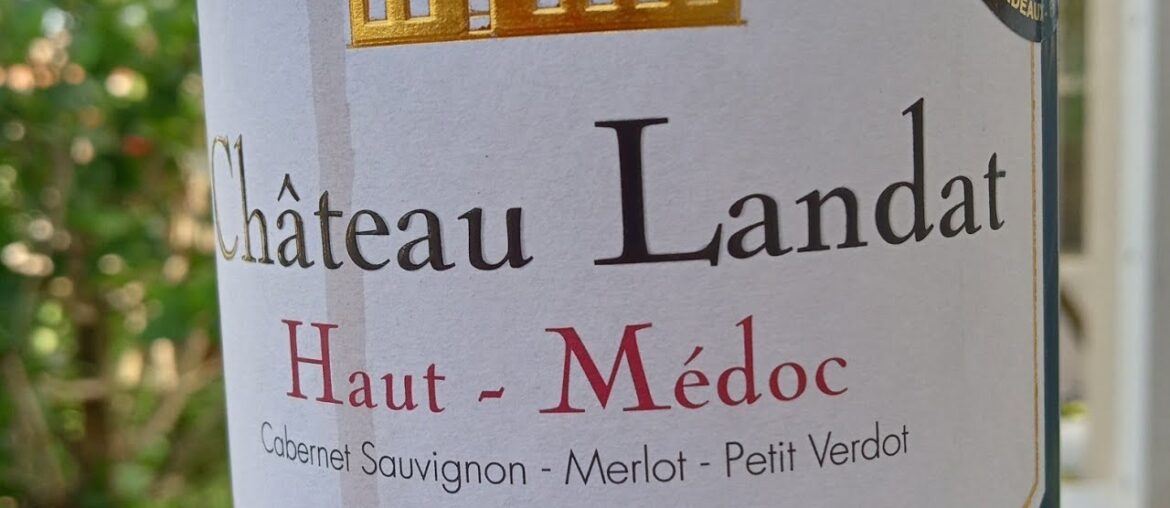 Château Landat
Haut - Médoc
Cabernet Sauvignon - Merlot - Petit Verdot